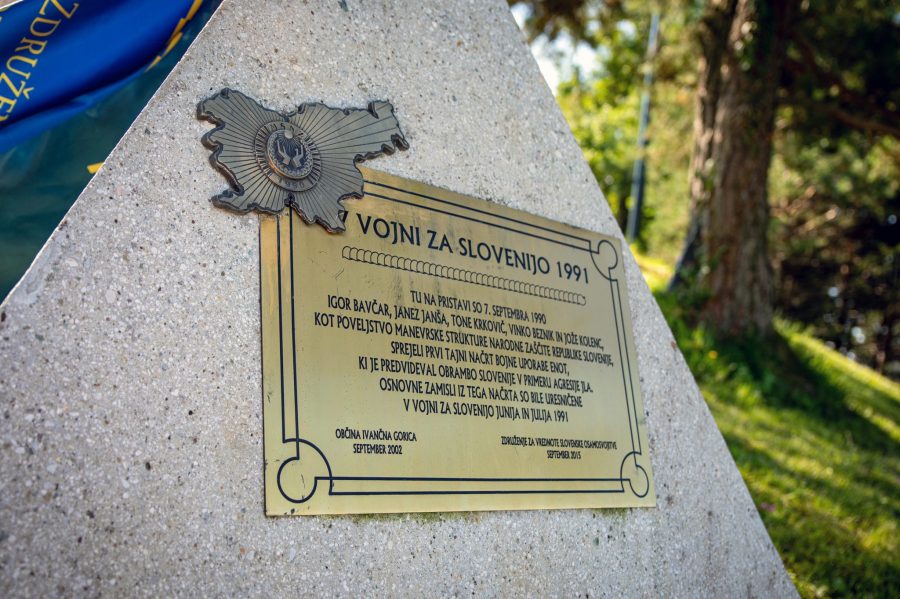 ZDRUŽE
V VOJNI ZA SLOVENIJO 1991
TU NA PRISTAVI SO 7. SEPTEMBRA 1990
IGOR BAVČAR, JANEZ JANŠA, TONE KRKOVIČ, VINKO BEZNIK IN JOŽE KOLENC,
KOT POVELJSTVO MANEVRSKE STRUKTURE NARODNE ZAŠČITE REPUBLIKE SLOVENIJE,
SPREJELI PRVI TAJNI NAČRT BOJNE UPORABE ENOT,
KI JE PREDVIDEVAL OBRAMBO SLOVENIJE V PRIMERU AGRESIJE JLA.
OSNOVNE ZAMISLI IZ TEGA NAČRTA SO BILE URESNIČENE
V VOJNI ZA SLOVENIJO JUNIJA IN JULIJA 1991
OBČINA IVANČNA GORICA
SEPTEMBER 2002
ZDRUŽENJE ZA VREDNOTE SLOVENSKE OSAMOSVOJITVE
SEPTEMBER 2015